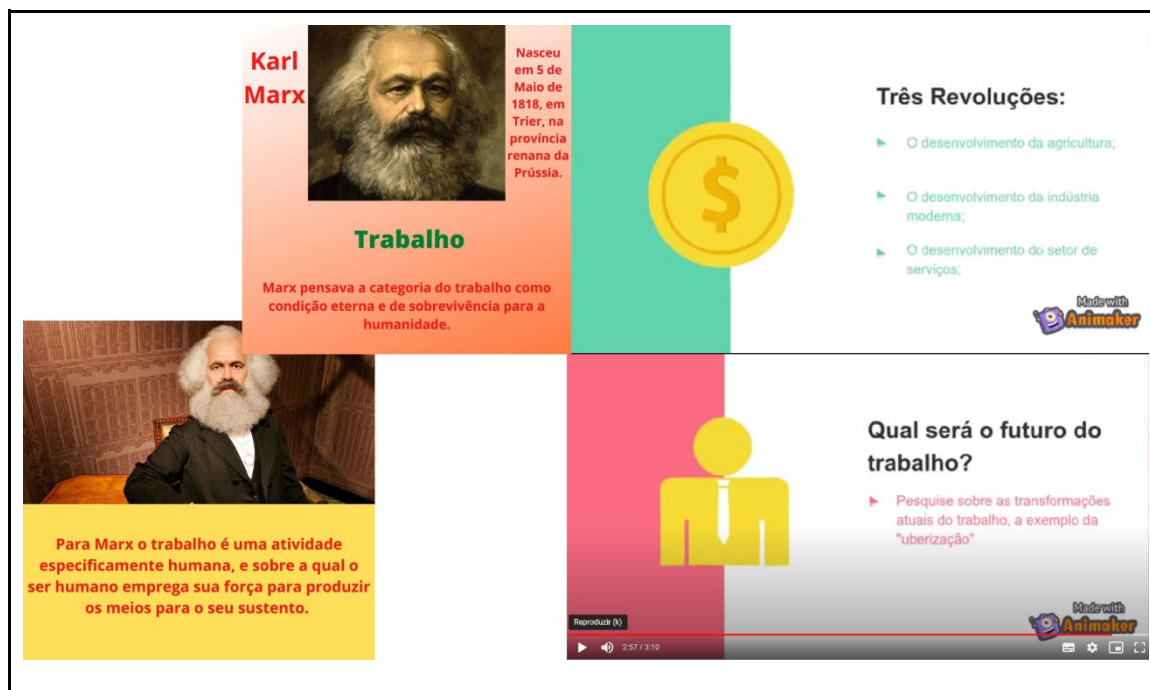 Karl
Marx
Nasceu
em 5 de
Maio de
1818, em
Trier, na
província
renana da
Prússia.
Trabalho
Marx pensava a categoria do trabalho como
condição eterna e de sobrevivência para a
humanidade.
Três Revoluções:
O desenvolvimento da agricultura;
O desenvolvimento da indústria
moderna;
O desenvolvimento do setor de
serviços;
Made with
Animaker
Para Marx o trabalho é uma atividade
especificamente humana, e sobre a qual o
ser humano emprega sua força para produzir
os meios para o seu sustento.
Qual será o futuro do
trabalho?
Pesquise sobre as transformações
atuais do trabalho, a exemplo da
"uberização"
Made with
Animaker
Reproduzir (k)
2:57 / 3:10